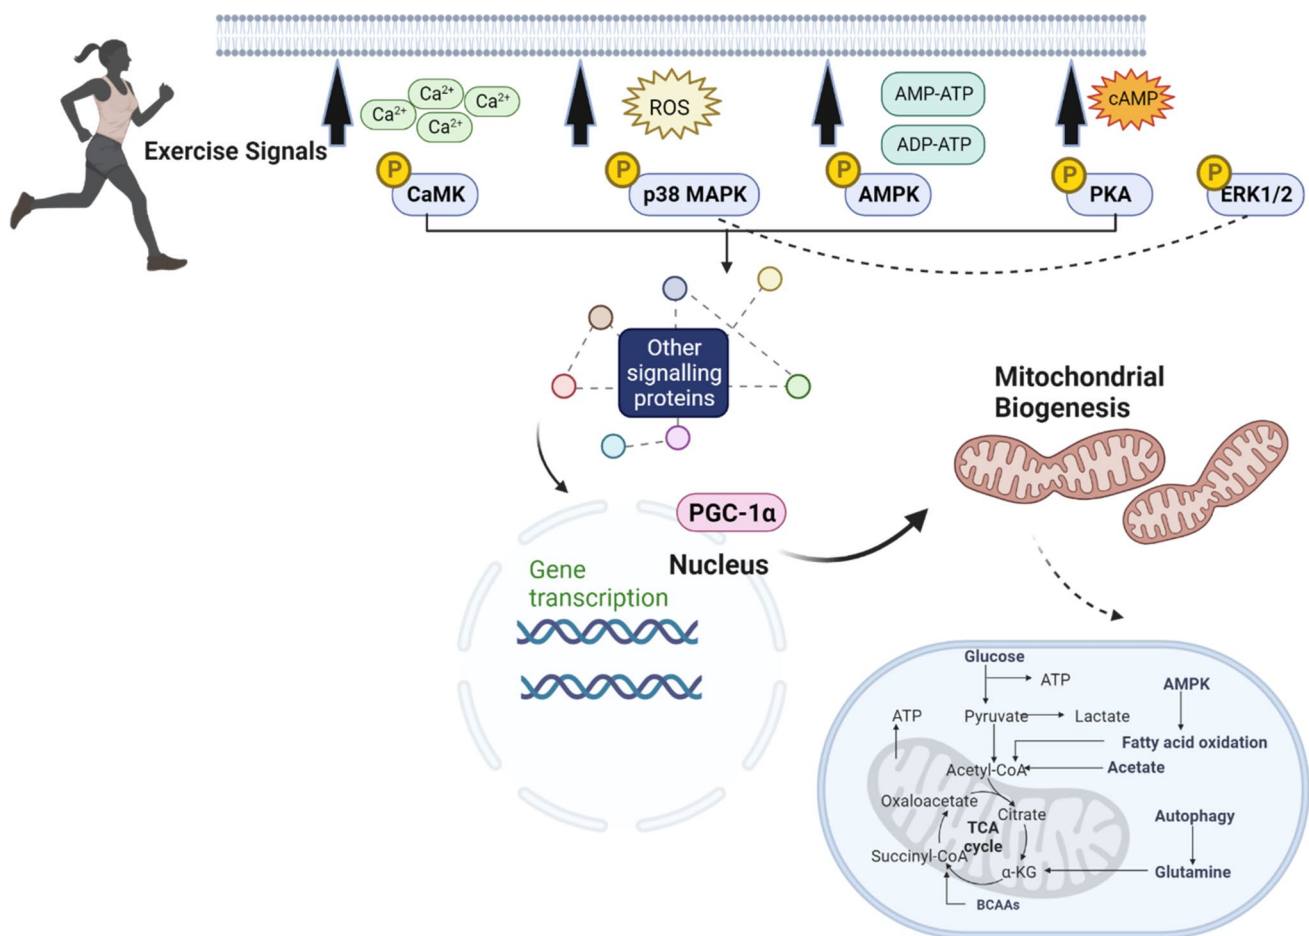 Exercise Signals
Ca²⁺
Ca²⁺
Ca²⁺
Ca²⁺
ROS
AMP-ATP
ADP-ATP
cAMP
P
CaMK
P
p38 MAPK
P
AMPK
P
PKA
P
ERK1/2
Other
signalling
proteins
Mitochondrial
Biogenesis
PGC-1α
Nucleus
Gene
transcription
Glucose
ATP
AMPK
ATP
Pyruvate
Lactate
Fatty acid oxidation
Acetyl-CoA
Acetate
Oxaloacetate
Citrate
TCA
cycle
Autophagy
Succinyl-CoA
α-KG
Glutamine
BCAAs